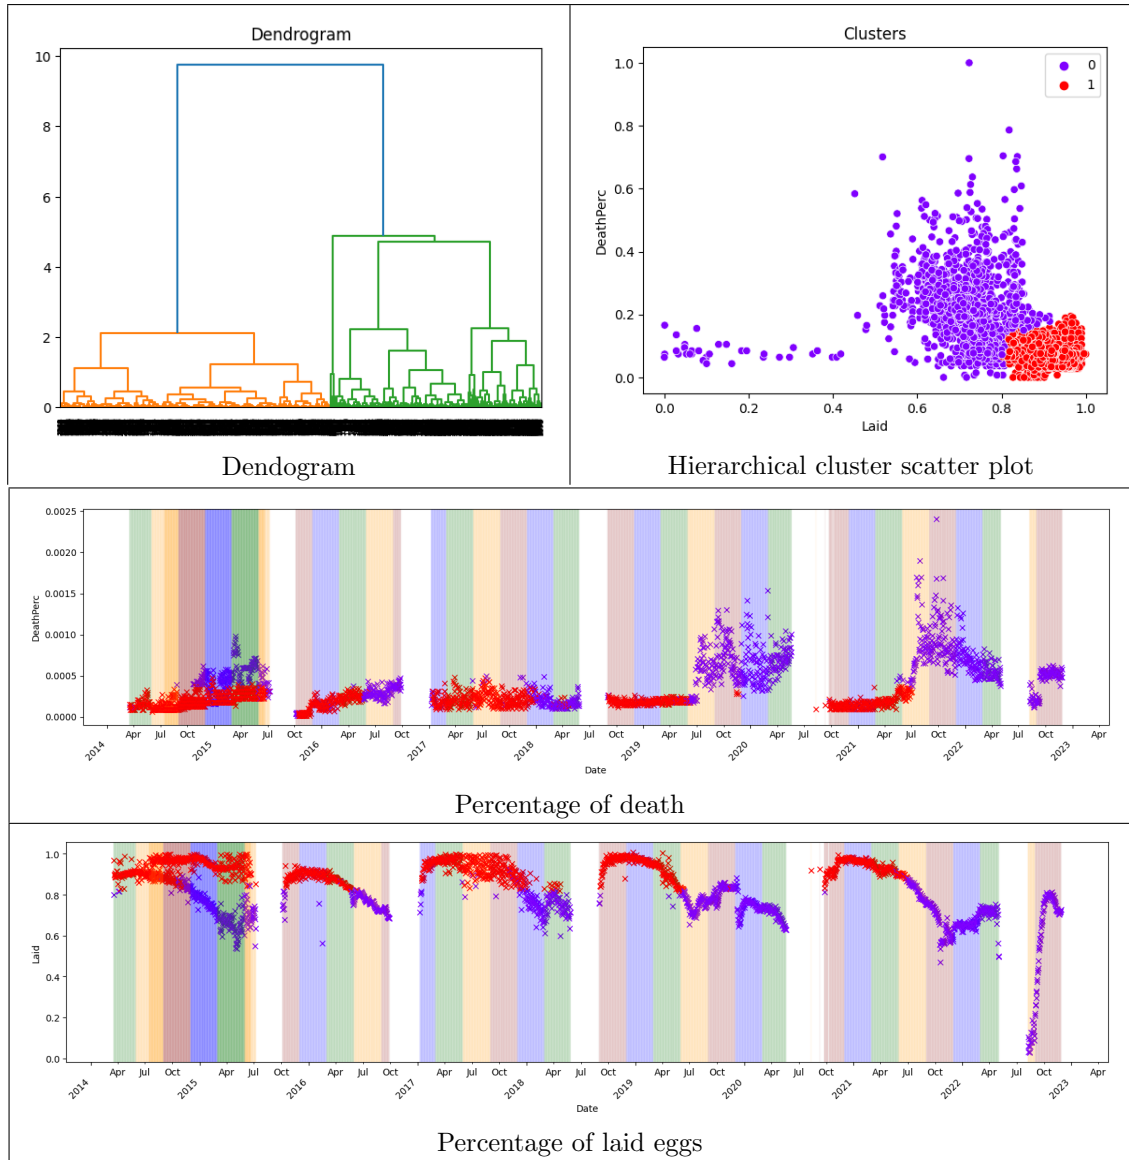 Dendrogram
10
8
6
4
2
0
Dendogram
Clusters
0
1
1.0
0.8
0.6
0.4
0.2
0.0
DeathPerc
0.0 0.2 0.4 0.6 0.8 1.0
Laid
Hierarchical cluster scatter plot
0.0025
0.0020
0.0015
0.0010
0.0005
0.0000
DeathPerc
2014 Apr Jul Oct 2015 Apr Jul Oct 2016 Apr Jul Oct 2017 Apr Jul Oct 2018 Apr Jul Oct 2019 Apr Jul Oct 2020 Apr Jul Oct 2021 Apr Jul Oct 2022 Apr Jul Oct 2023 Apr
Date
Percentage of death
1.0
0.8
0.6
0.4
0.2
0.0
Laid
2014 Apr Jul Oct 2015 Apr Jul Oct 2016 Apr Jul Oct 2017 Apr Jul Oct 2018 Apr Jul Oct 2019 Apr Jul Oct 2020 Apr Jul Oct 2021 Apr Jul Oct 2022 Apr Jul Oct 2023 Apr
Date
Percentage of laid eggs